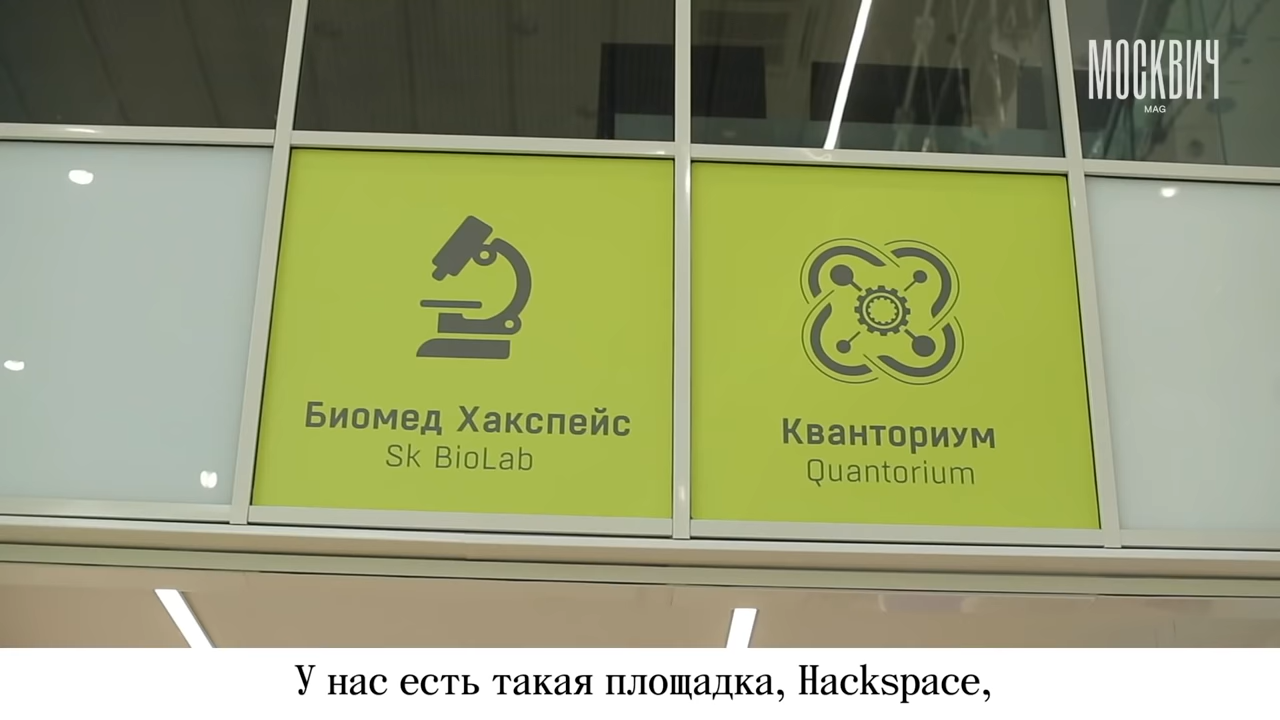 МОСКВИЧ
MAG
Биомед Хакспейс
Sk BioLab
Кванториум
Quantorium
У нас есть такая площадка, Hackspace,